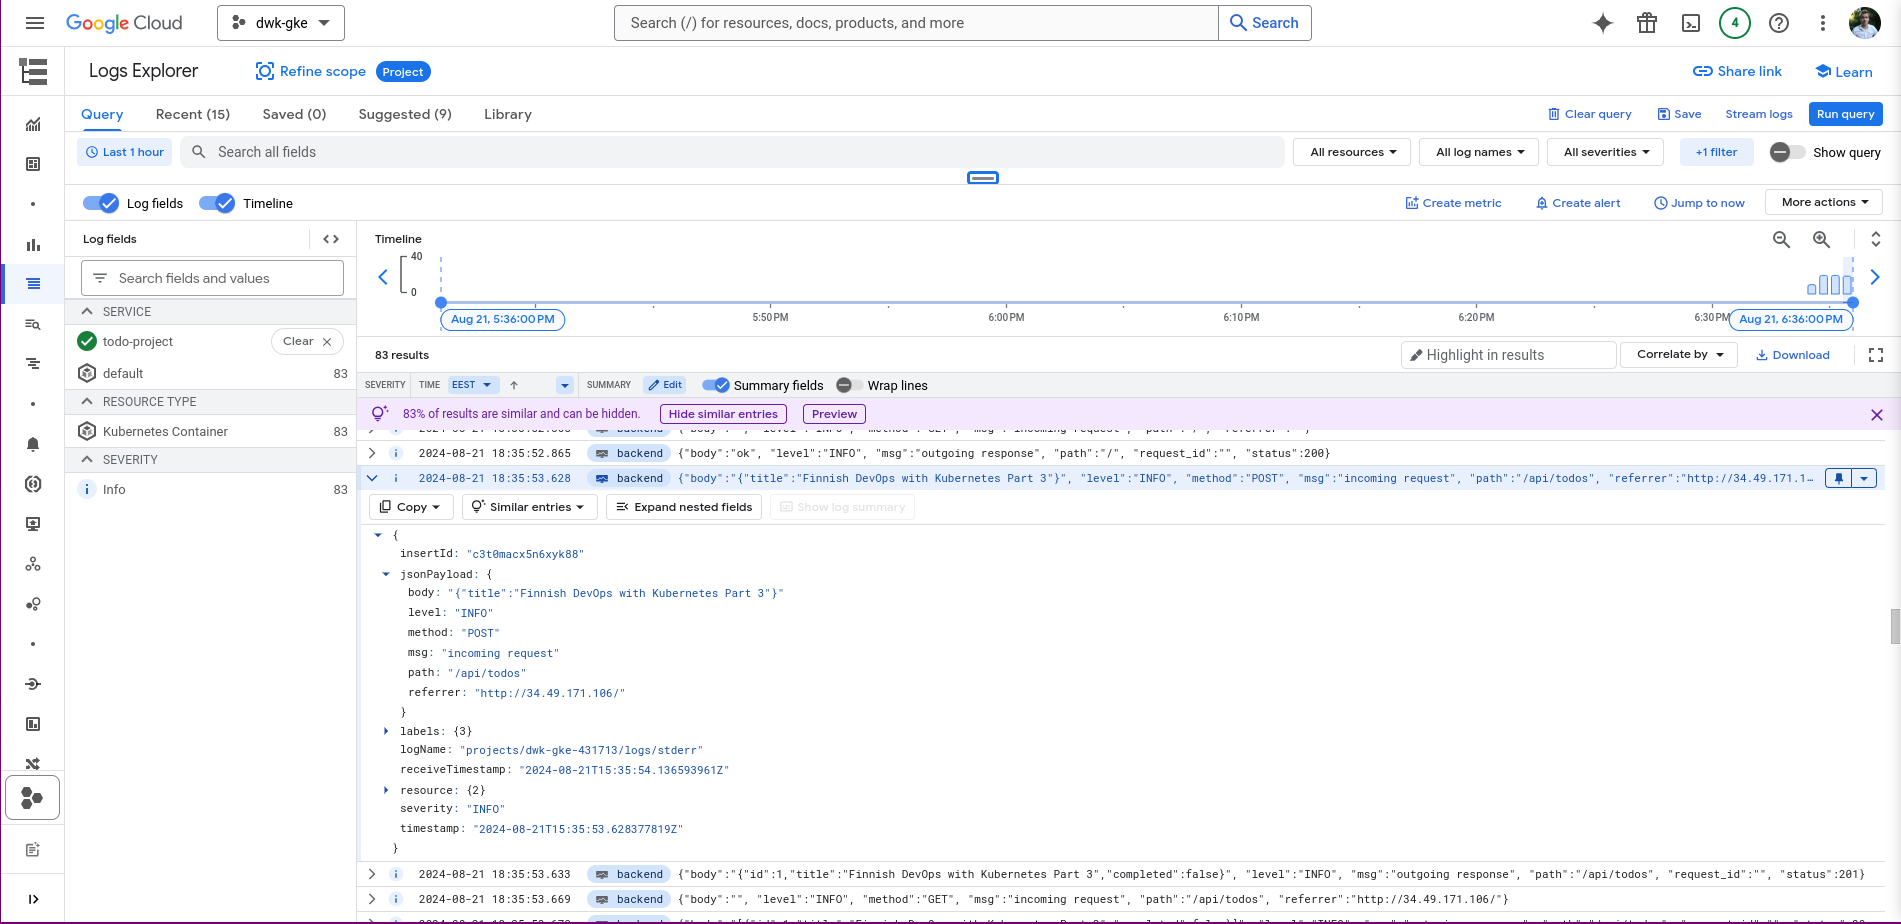 Google Cloud
dwk-gke
Search (/) for resources, docs, products, and more
Search
4
Logs Explorer
Refine scope
Project
Share link
Learn
Query
Recent (15)
Saved (0)
Suggested (9)
Library
Clear query
Save
Stream logs
Run query
Last 1 hour
Search all fields
All resources
All log names
All severities
+1 filter
Show query
Log fields
Timeline
Create metric
Create alert
Jump to now
More actions
Log fields
Search fields and values
SERVICE
todo-project
Clear
default 83
RESOURCE TYPE
Kubernetes Container 83
SEVERITY
Info 83
Timeline
40
0
Aug 21, 5:36:00 PM
5:50 PM
6:00 PM
6:10 PM
6:20 PM
6:30 PM
Aug 21, 6:36:00 PM
83 results
Highlight in results
Correlate by
Download
SEVERITY TIME EEST SUMMARY Edit Summary fields Wrap lines
83% of results are similar and can be hidden. Hide similar entries Preview
2024-08-21 18:35:52.865 backend {"body":"ok", "level":"INFO", "msg":"outgoing response", "path":"/", "request_id":"", "status":200}
2024-08-21 18:35:53.628 backend {"body":"{"title":"Finnish DevOps with Kubernetes Part 3"}", "level":"INFO", "method":"POST", "msg":"incoming request", "path":"/api/todos", "referrer":"http://34.49.171.1…
Copy Similar entries Expand nested fields Show log summary
{
insertId: "c3t0macx5n6xyk88"
jsonPayload: {
body: "{"title":"Finnish DevOps with Kubernetes Part 3"}"
level: "INFO"
method: "POST"
msg: "incoming request"
path: "/api/todos"
referrer: "http://34.49.171.106/"
}
labels: {3}
logName: "projects/dwk-gke-431713/logs/stderr"
receiveTimestamp: "2024-08-21T15:35:54.136593961Z"
resource: {2}
severity: "INFO"
timestamp: "2024-08-21T15:35:53.628377819Z"
}
2024-08-21 18:35:53.633 backend {"body":"{"id":1,"title":"Finnish DevOps with Kubernetes Part 3","completed":false}", "level":"INFO", "msg":"outgoing response", "path":"/api/todos", "request_id":"", "status":201}
2024-08-21 18:35:53.669 backend {"body":"", "level":"INFO", "method":"GET", "msg":"incoming request", "path":"/api/todos", "referrer":"http://34.49.171.106/"}